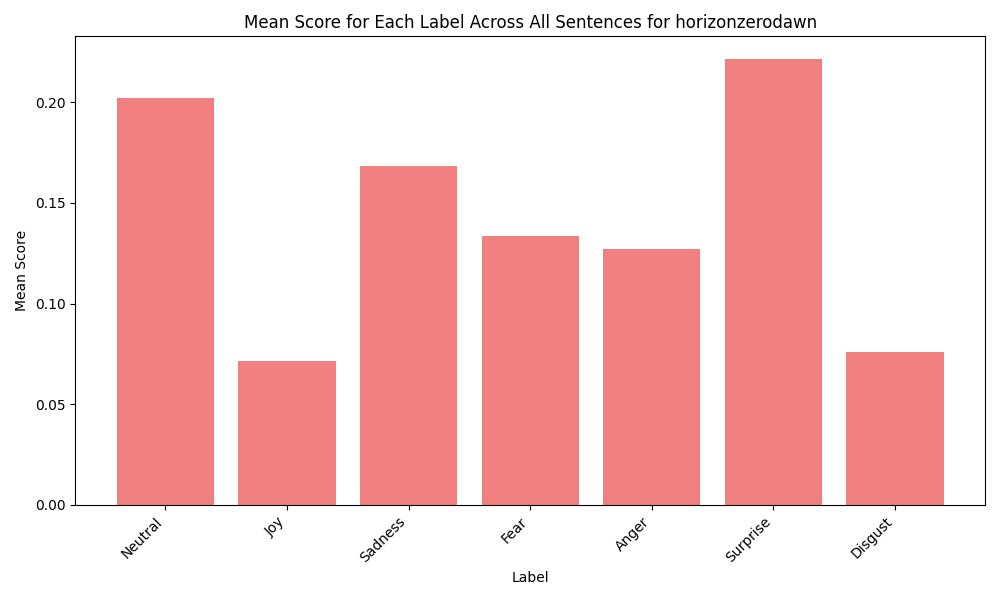 Mean Score for Each Label Across All Sentences for horizonzerodawn
Mean Score
0.20
0.15
0.10
0.05
0.00
Neutral
Joy
Sadness
Fear
Anger
Surprise
Disgust
Label